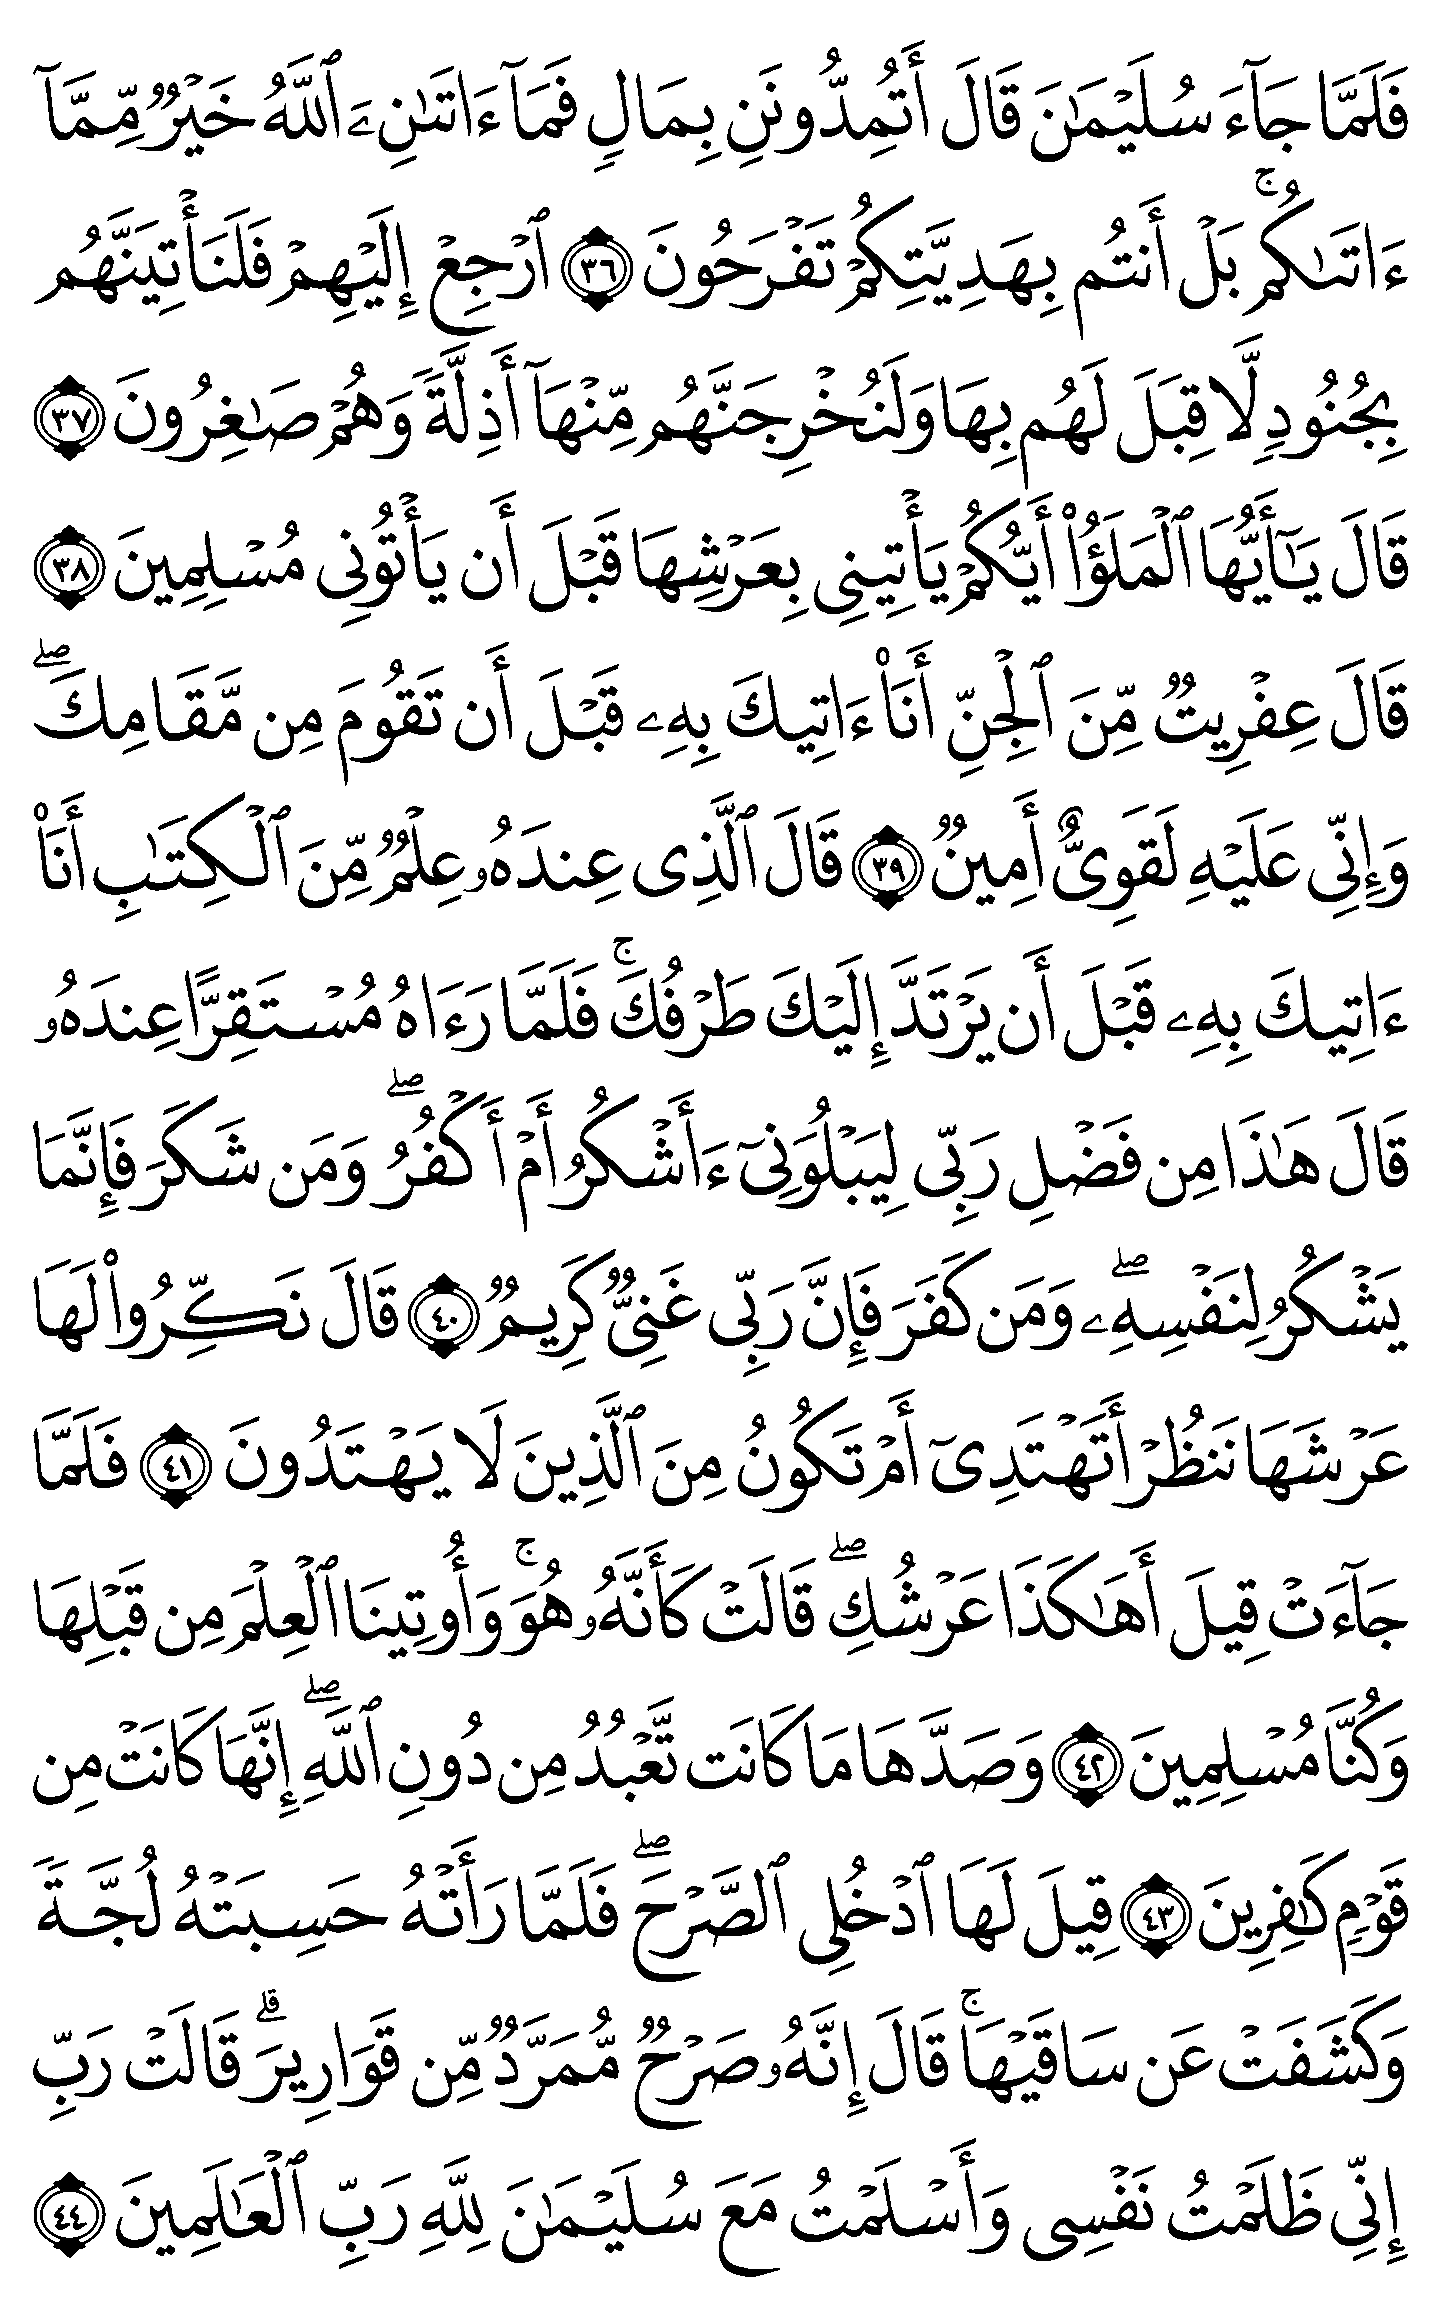 فَلَمَّا جَآءَ سُلَيْمَٰنَ قَالَ أَتُمِدُّونَنِ بِمَالٍ فَمَآ ءَاتَىٰنِۦَ ٱللَّهُ خَيْرٌ مِّمَّآ
ءَاتَىٰكُم ۚ بَلْ أَنتُم بِهَدِيَّتِكُمْ تَفْرَحُونَ ٣٦ ٱرْجِعْ إِلَيْهِمْ فَلَنَأْتِيَنَّهُم
بِجُنُودٍ لَّا قِبَلَ لَهُم بِهَا وَلَنُخْرِجَنَّهُم مِّنْهَآ أَذِلَّةً وَهُمْ صَٰغِرُونَ ٣٧
قَالَ يَٰٓأَيُّهَا ٱلْمَلَؤُا۟ أَيُّكُمْ يَأْتِينِى بِعَرْشِهَا قَبْلَ أَن يَأْتُونِى مُسْلِمِينَ ٣٨
قَالَ عِفْرِيتٌ مِّنَ ٱلْجِنِّ أَنَا۠ ءَاتِيكَ بِهِۦ قَبْلَ أَن تَقُومَ مِن مَّقَامِكَ ۖ
وَإِنِّى عَلَيْهِ لَقَوِىٌّ أَمِينٌ ٣٩ قَالَ ٱلَّذِى عِندَهُۥ عِلْمٌ مِّنَ ٱلْكِتَٰبِ أَنَا۠
ءَاتِيكَ بِهِۦ قَبْلَ أَن يَرْتَدَّ إِلَيْكَ طَرْفُكَ ۚ فَلَمَّا رَءَاهُ مُسْتَقِرًّا عِندَهُۥ
قَالَ هَٰذَا مِن فَضْلِ رَبِّى لِيَبْلُوَنِىٓ ءَأَشْكُرُ أَمْ أَكْفُرُ ۖ وَمَن شَكَرَ فَإِنَّمَا
يَشْكُرُ لِنَفْسِهِۦ ۖ وَمَن كَفَرَ فَإِنَّ رَبِّى غَنِىٌّ كَرِيمٌ ٤٠ قَالَ نَكِّرُوا۟ لَهَا
عَرْشَهَا نَنظُرْ أَتَهْتَدِىٓ أَمْ تَكُونُ مِنَ ٱلَّذِينَ لَا يَهْتَدُونَ ٤١ فَلَمَّا
جَآءَتْ قِيلَ أَهَٰكَذَا عَرْشُكِ ۖ قَالَتْ كَأَنَّهُۥ هُوَ ۚ وَأُوتِينَا ٱلْعِلْمَ مِن قَبْلِهَا
وَكُنَّا مُسْلِمِينَ ٤٢ وَصَدَّهَا مَا كَانَت تَّعْبُدُ مِن دُونِ ٱللَّهِ ۖ إِنَّهَا كَانَتْ مِن
قَوْمٍ كَٰفِرِينَ ٤٣ قِيلَ لَهَا ٱدْخُلِى ٱلصَّرْحَ ۖ فَلَمَّا رَأَتْهُ حَسِبَتْهُ لُجَّةً
وَكَشَفَتْ عَن سَاقَيْهَا ۚ قَالَ إِنَّهُۥ صَرْحٌ مُّمَرَّدٌ مِّن قَوَارِيرَ ۗ قَالَتْ رَبِّ
إِنِّى ظَلَمْتُ نَفْسِى وَأَسْلَمْتُ مَعَ سُلَيْمَٰنَ لِلَّهِ رَبِّ ٱلْعَٰلَمِينَ ٤٤